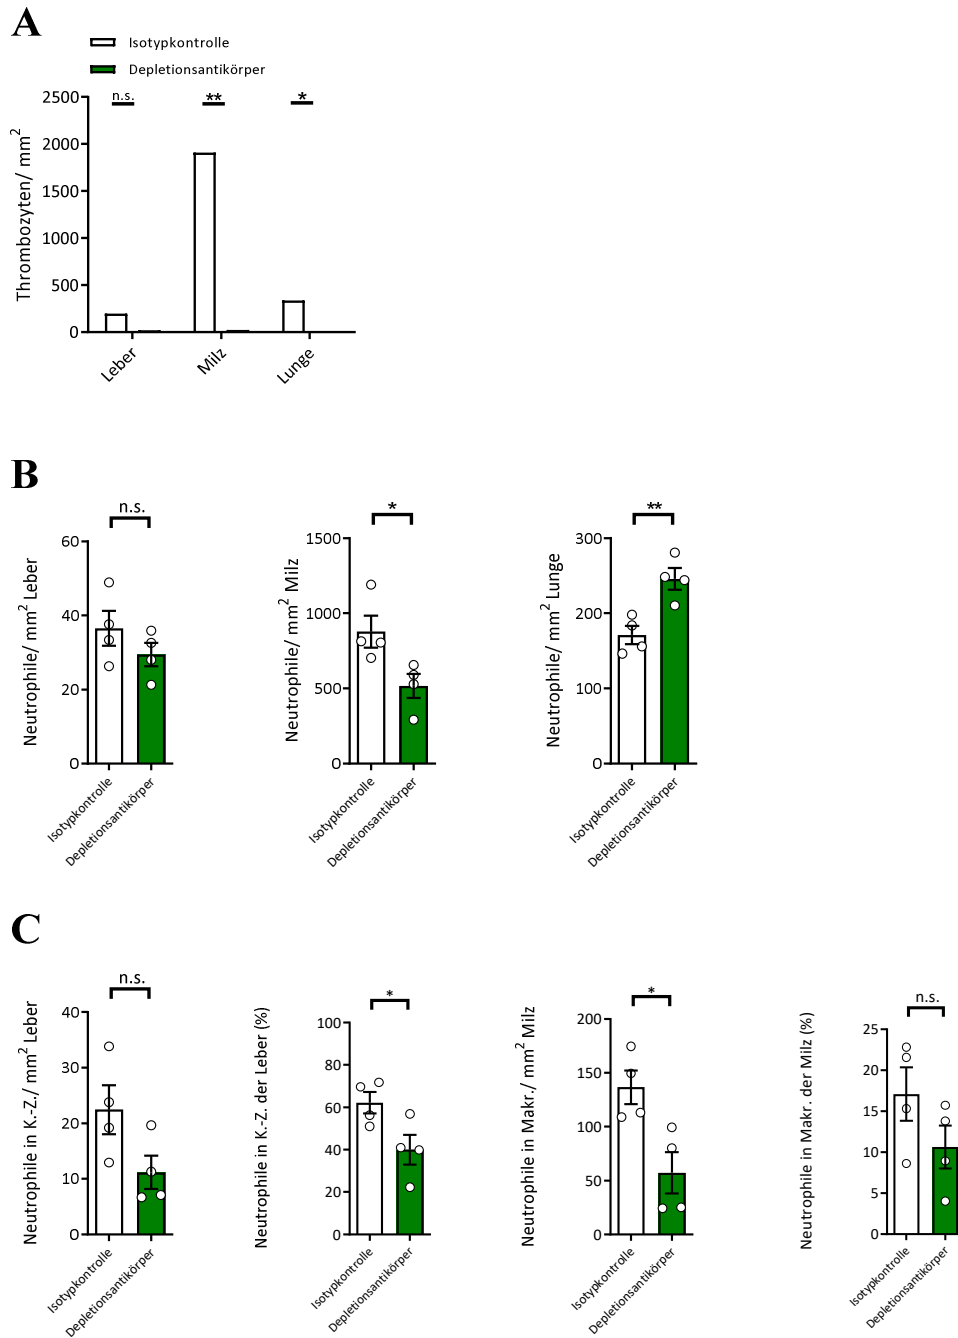 A
Isotypkontrolle
Depletionsantikörper
n.s.
**
*
Thrombozyten/ mm²
2500
2000
1500
1000
500
0
Leber
Milz
Lunge
B
n.s.
Neutrophile/ mm² Leber
60
40
20
0
Isotypkontrolle
Depletionsantikörper
*
Neutrophile/ mm² Milz
1500
1000
500
0
Isotypkontrolle
Depletionsantikörper
**
Neutrophile/ mm² Lunge
300
200
100
0
Isotypkontrolle
Depletionsantikörper
C
n.s.
Neutrophile in K.-Z./ mm² Leber
40
30
20
10
0
Isotypkontrolle
Depletionsantikörper
*
Neutrophile in K.-Z. der Leber (%)
100
80
60
40
20
0
Isotypkontrolle
Depletionsantikörper
*
Neutrophile in Makr./ mm² Milz
200
150
100
50
0
Isotypkontrolle
Depletionsantikörper
n.s.
Neutrophile in Makr. der Milz (%)
25
20
15
10
5
0
Isotypkontrolle
Depletionsantikörper